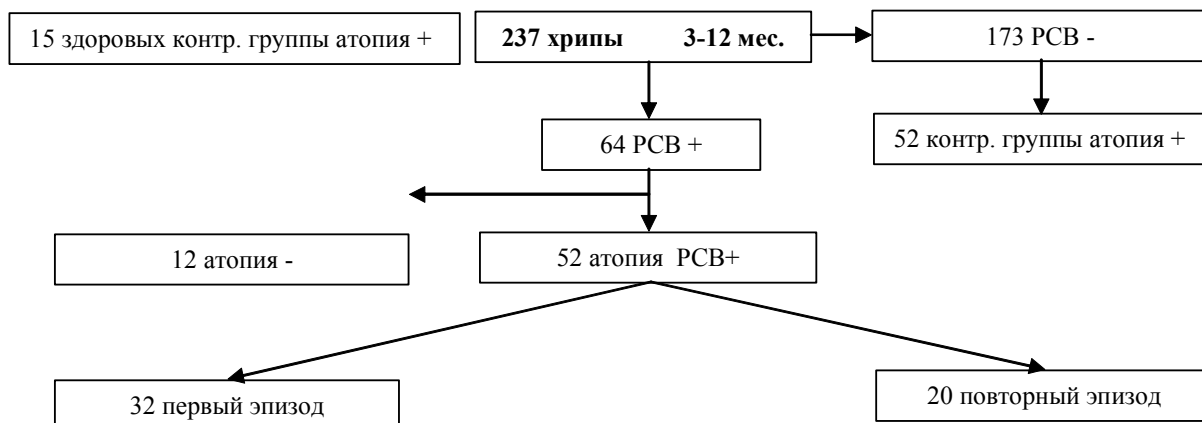 15 здоровых контр. группы атопия +
237 хрипы 3-12 мес.
173 РСВ -
64 РСВ +
52 контр. группы атопия +
12 атопия -
52 атопия РСВ+
32 первый эпизод
20 повторный эпизод